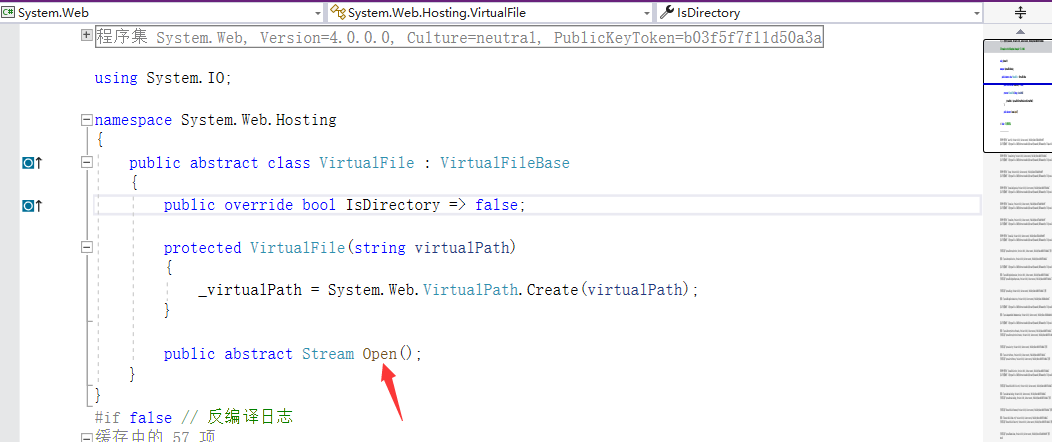 C# System.Web
System.Web.Hosting.VirtualFile
IsDirectory
程序集 System.Web, Version=4.0.0.0, Culture=neutral, PublicKeyToken=b03f5f7f11d50a3a
using System.IO;
namespace System.Web.Hosting
{
public abstract class VirtualFile : VirtualFileBase
{
public override bool IsDirectory => false;
protected VirtualFile(string virtualPath)
{
_virtualPath = System.Web.VirtualPath.Create(virtualPath);
}
public abstract Stream Open();
}
}
#if false // 反编译日志
缓存中的 57 项